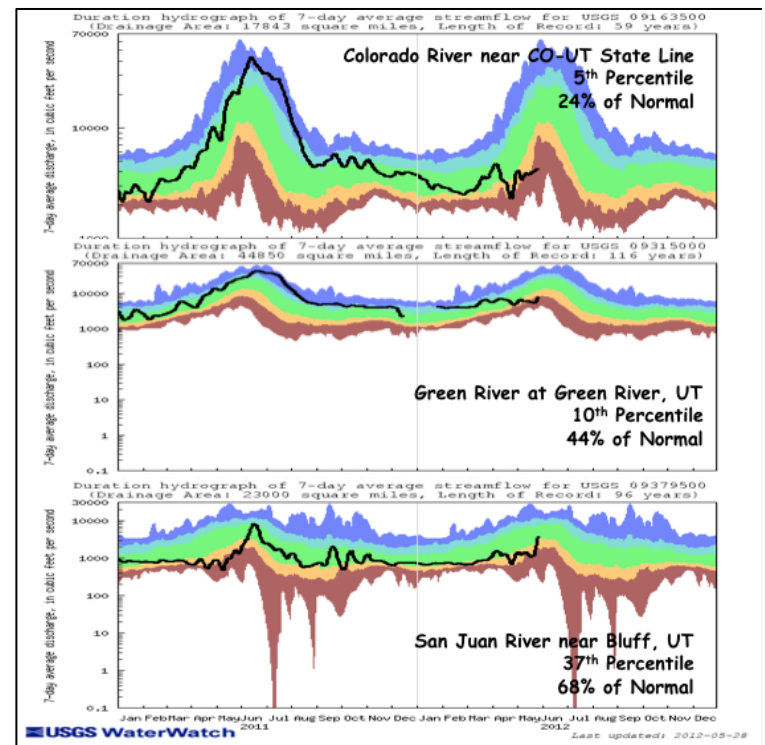 Duration hydrograph of 7-day average streamflow for USGS 09163500
(Drainage Area: 17843 square miles, Length of Record: 59 years)
70000
10000
1000
7-day average discharge, in cubic feet per second
Colorado River near CO-UT State Line
5th Percentile
24% of Normal
Duration hydrograph of 7-day average streamflow for USGS 09315000
(Drainage Area: 44850 square miles, Length of Record: 116 years)
70000
10000
1000
100
10
1
0.1
7-day average discharge, in cubic feet per second
Green River at Green River, UT
10th Percentile
44% of Normal
Duration hydrograph of 7-day average streamflow for USGS 09379500
(Drainage Area: 23000 square miles, Length of Record: 96 years)
30000
10000
1000
100
10
1
0.1
7-day average discharge, in cubic feet per second
San Juan River near Bluff, UT
37th Percentile
68% of Normal
Jan Feb Mar Apr May Jun Jul Aug Sep Oct Nov Dec Jan Feb Mar Apr May Jun Jul Aug Sep Oct Nov Dec
2011 2012
USGS WaterWatch
Last updated: 2012-05-28